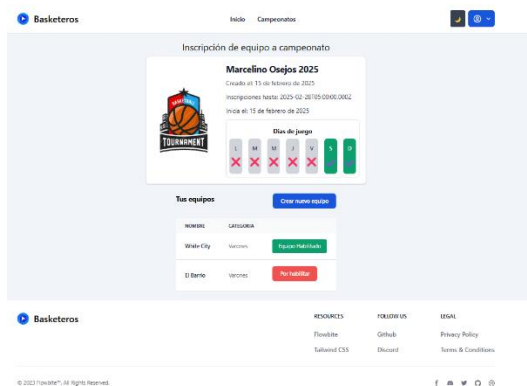 Basketeros
Inicio Campeonatos
Inscripción de equipo a campeonato
Marcelino Osejos 2025
Creado el: 15 de febrero de 2025
Inscripciones hasta: 2025-02-28T05:00:00.000Z
Inicia el: 15 de febrero de 2025
BASKETBALL
TOURNAMENT
Dias de juego
L M M J V S D
Tus equipos
Crear nuevo equipo
NOMBRE CATEGORIA
White City Varones Equipo Habilitado
El Barrio Varones Por habilitar
Basketeros
RESOURCES FOLLOW US LEGAL
Flowbite Github Privacy Policy
Tailwind CSS Discord Terms & Conditions
© 2023 Flowbite™. All Rights Reserved.